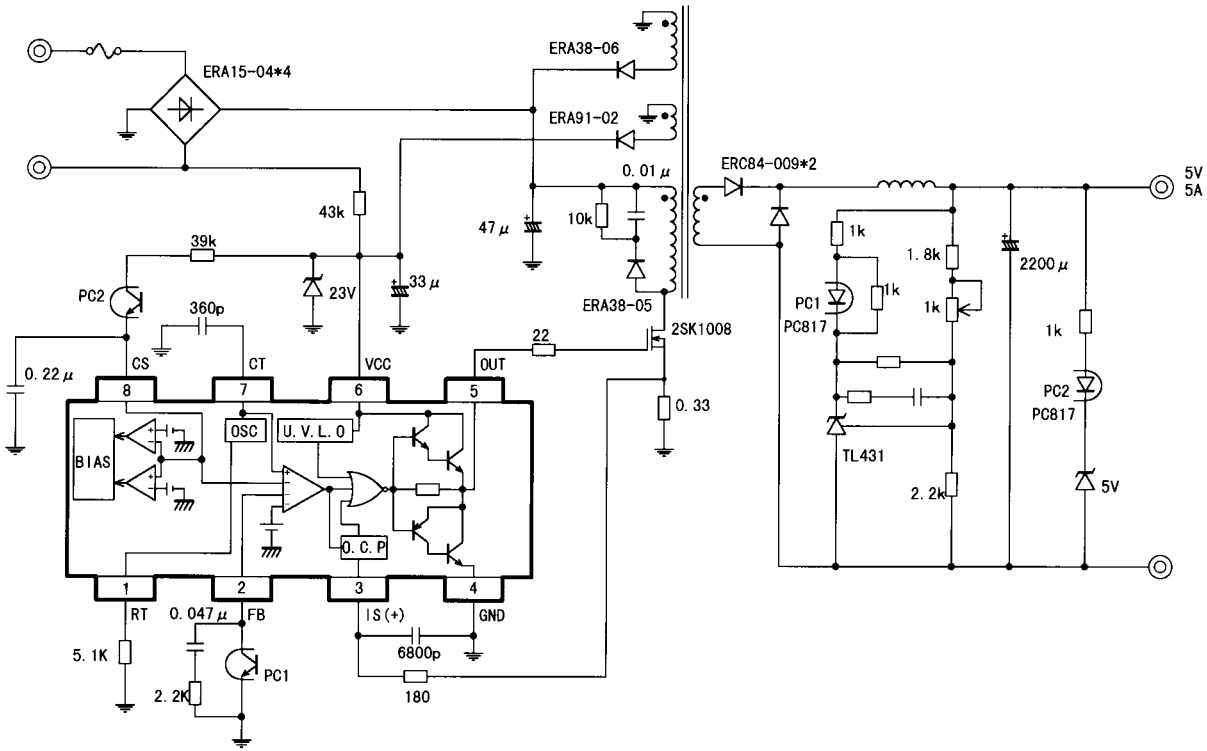 ERA38-06
ERA15-04*4
ERA91-02
0.01μ
ERC84-009*2
5V
5A
43k
47μ
10k
1k
1.8k
2200μ
39k
PC2
23V
33μ
ERA38-05
PC1
PC817
1k
1k
1k
360p
22
2SK1008
PC2
PC817
0.22μ
CS
CT
VCC
OUT
8
7
6
5
0.33
OSC
U.V.L.O
BIAS
TL431
2.2k
5V
O.C.P
1
2
3
4
RT
0.047μ
FB
IS(+)
GND
5.1K
6800p
2.2K
PC1
180